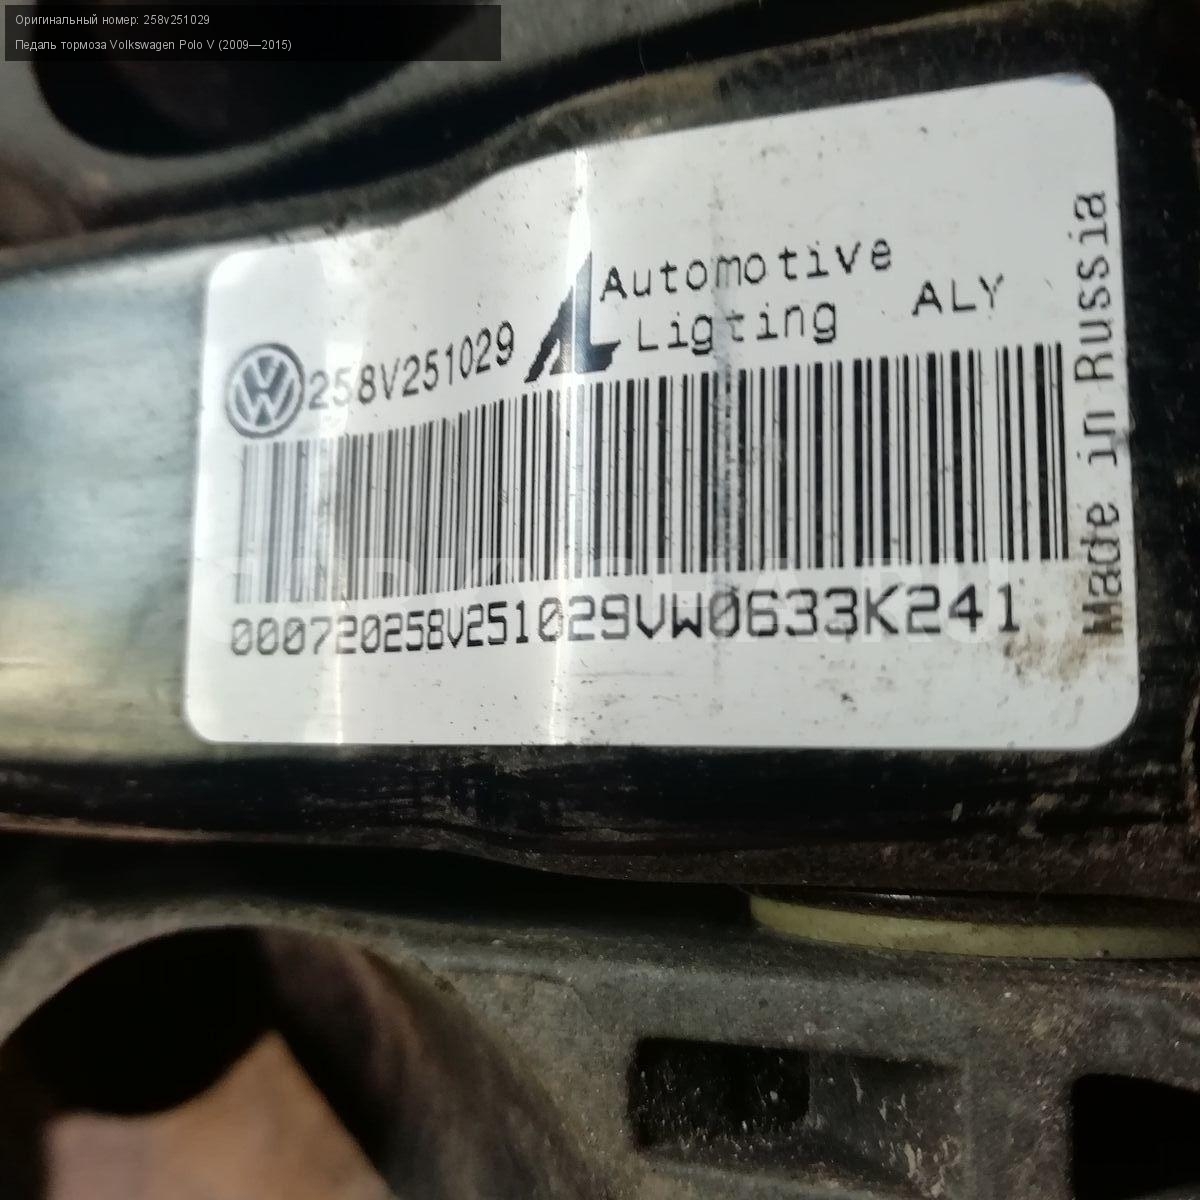 Оригинальный номер: 258v251029
Педаль тормоза Volkswagen Polo V (2009—2015)
Automotive
Ligting ALY
258V251029
Made in Russia
000720258V251029VW0633K241